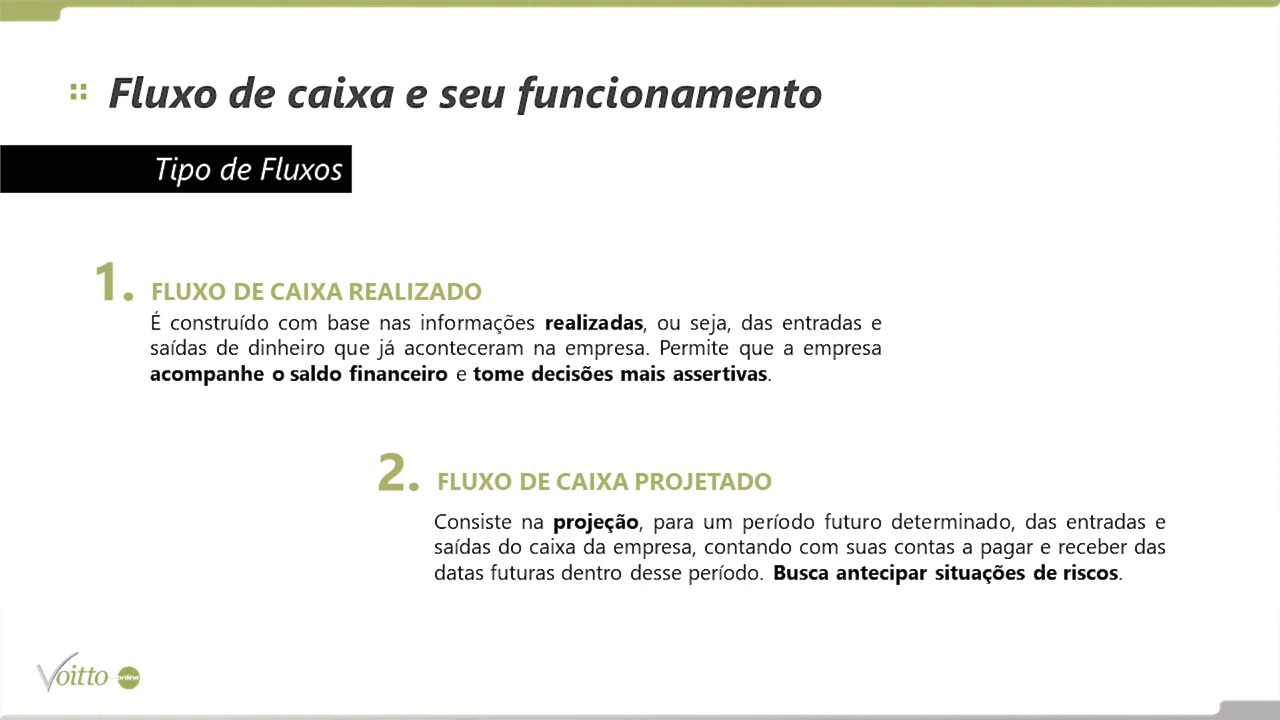 Fluxo de caixa e seu funcionamento
Tipo de Fluxos
1. FLUXO DE CAIXA REALIZADO
É construído com base nas informações realizadas, ou seja, das entradas e
saídas de dinheiro que já aconteceram na empresa. Permite que a empresa
acompanhe o saldo financeiro e tome decisões mais assertivas.
2. FLUXO DE CAIXA PROJETADO
Consiste na projeção, para um período futuro determinado, das entradas e
saídas do caixa da empresa, contando com suas contas a pagar e receber das
datas futuras dentro desse período. Busca antecipar situações de riscos.
Voitto online